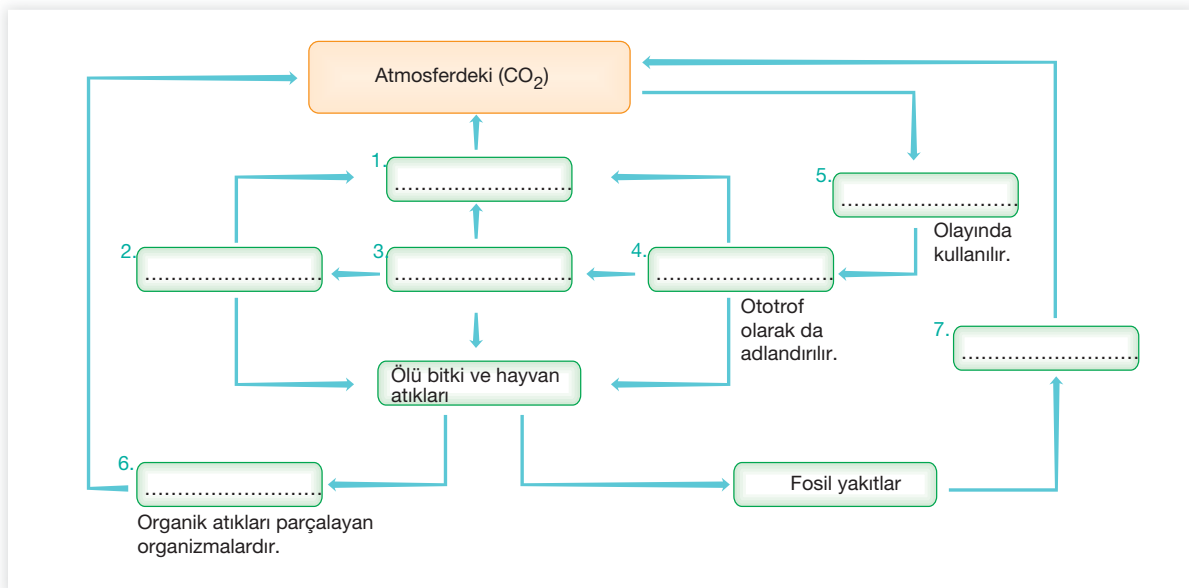 Atmosferdeki (CO₂)
1.
...........................
5.
...........................
Olayında
kullanılır.
2.
...........................
3.
...........................
4.
...........................
Ototrof
olarak da
adlandırılır.
7.
...........................
Ölü bitki ve hayvan
atıkları
6.
...........................
Organik atıkları parçalayan
organizmalardır.
Fosil yakıtlar